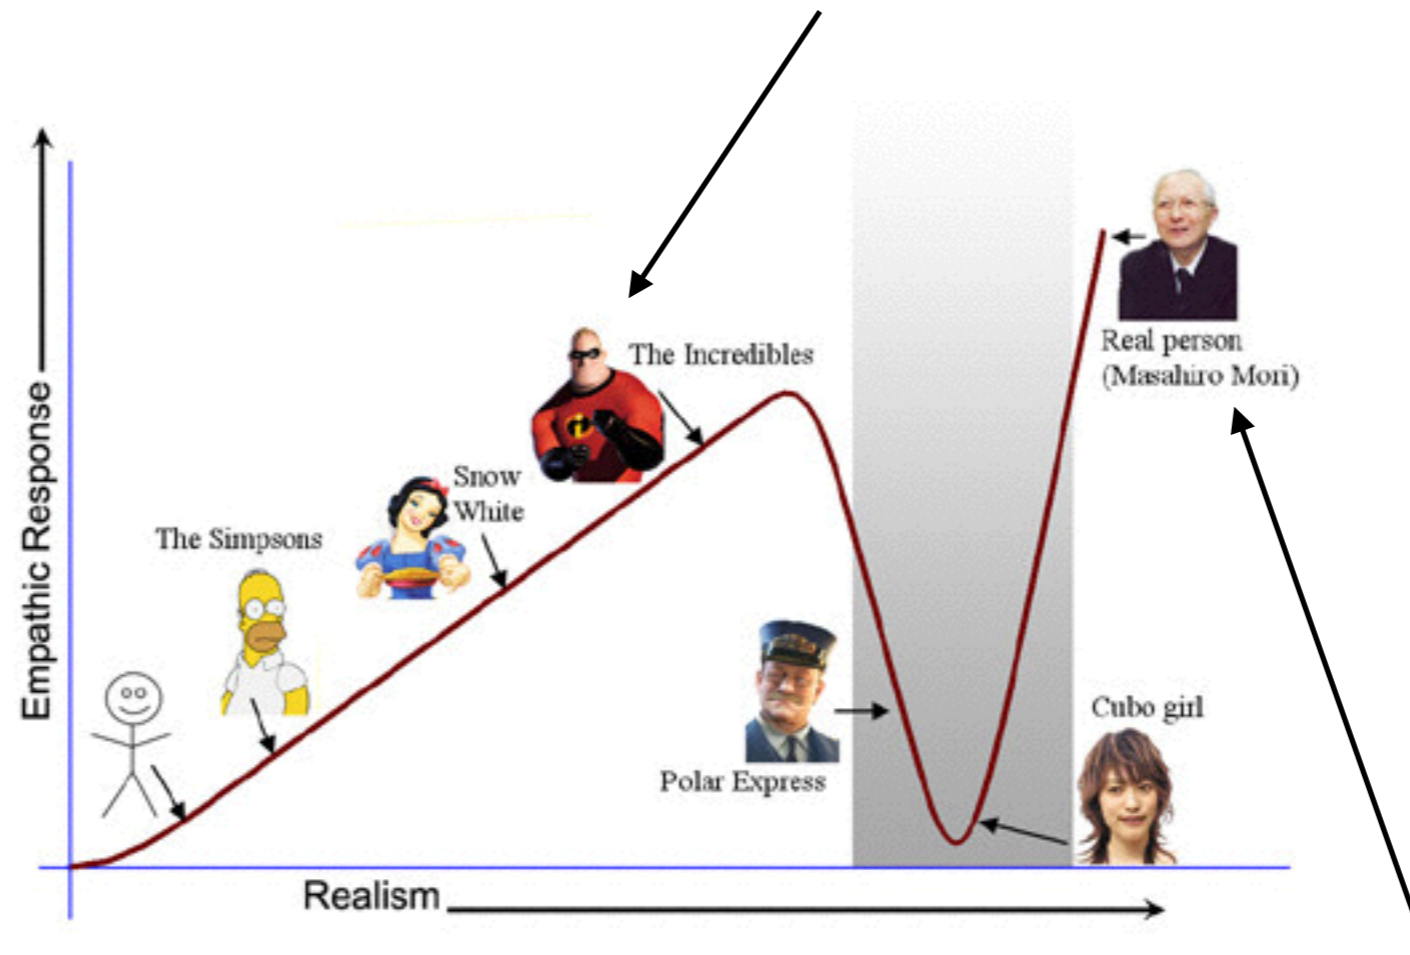 Empathic Response
The Incredibles
Real person
(Masahiro Mori)
Snow
White
The Simpsons
Cubo girl
Polar Express
Realism